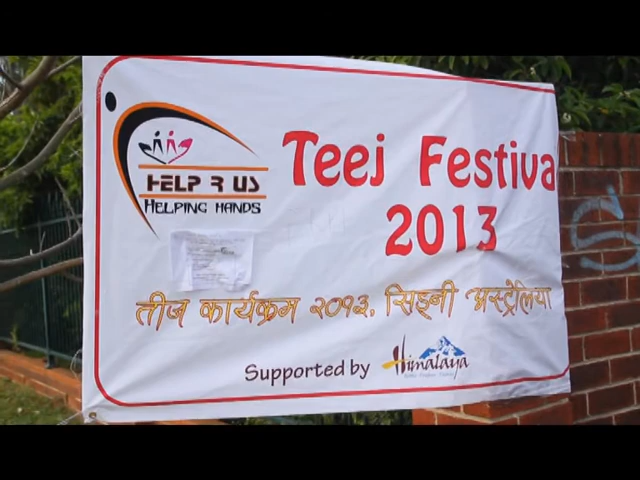 HELP R US
HELPING HANDS
Teej Festiva
2013
तीज कार्यक्रम २०१३, सिड्नी अस्ट्रेलिया
Supported by Himalaya